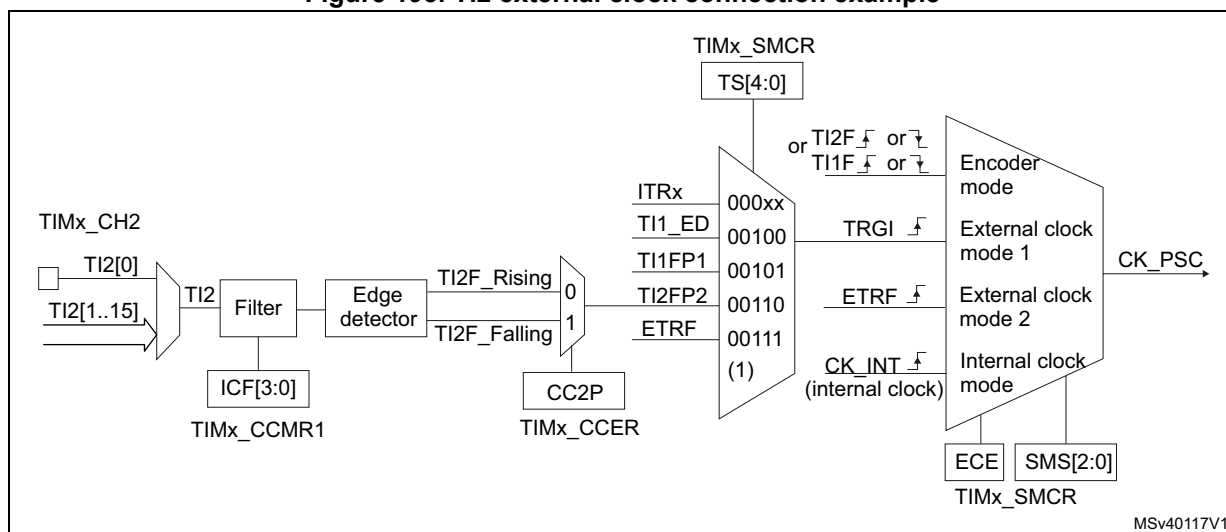 TIMx_SMCR
TS[4:0]
or TI2F or
TI1F or
Encoder
mode
ITRx
000xx
TIMx_CH2
TI1_ED
00100
TRGI
External clock
mode 1
CK_PSC
TI2[0]
TI1FP1
00101
TI2F_Rising
0
TI2
Filter
Edge
detector
TI2FP2
00110
ETRF
External clock
mode 2
TI2[1..15]
1
TI2F_Falling
ETRF
00111
(1)
CK_INT
(internal clock)
Internal clock
mode
ICF[3:0]
CC2P
TIMx_CCMR1
TIMx_CCER
ECE
SMS[2:0]
TIMx_SMCR
MSv40117V1